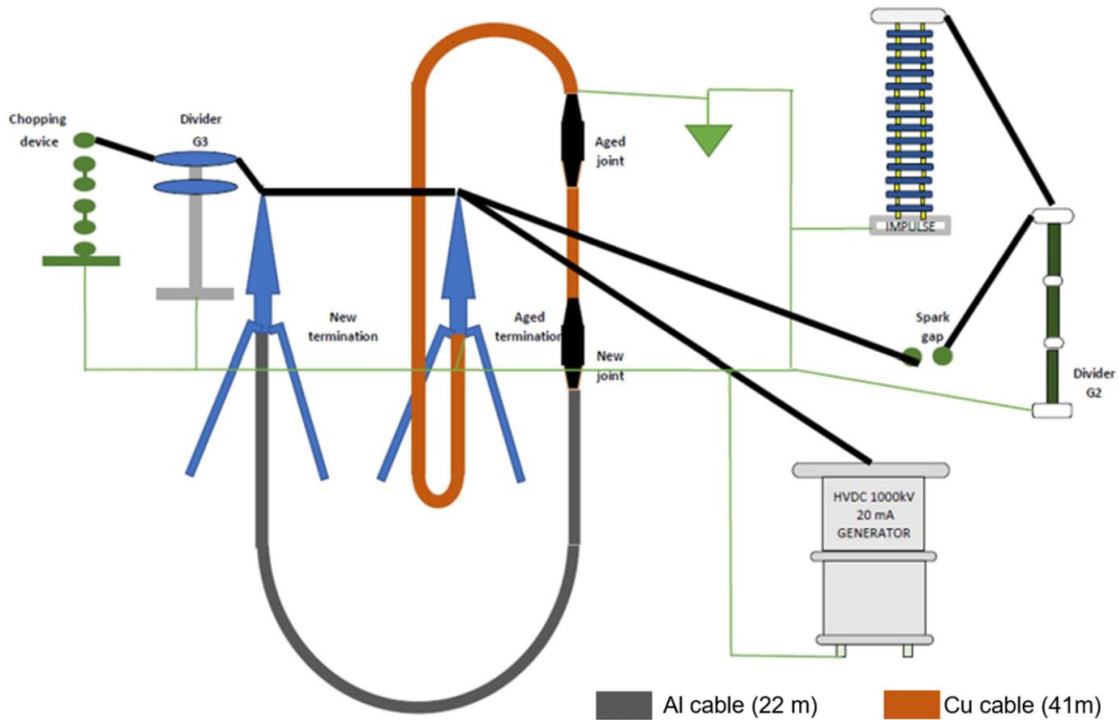 Chopping
device
Divider
G3
Aged
joint
IMPULSE
New
termination
Aged
termination
New
joint
Spark
gap
Divider
G2
HVDC 1000kV
20 mA
GENERATOR
Al cable (22 m)
Cu cable (41m)